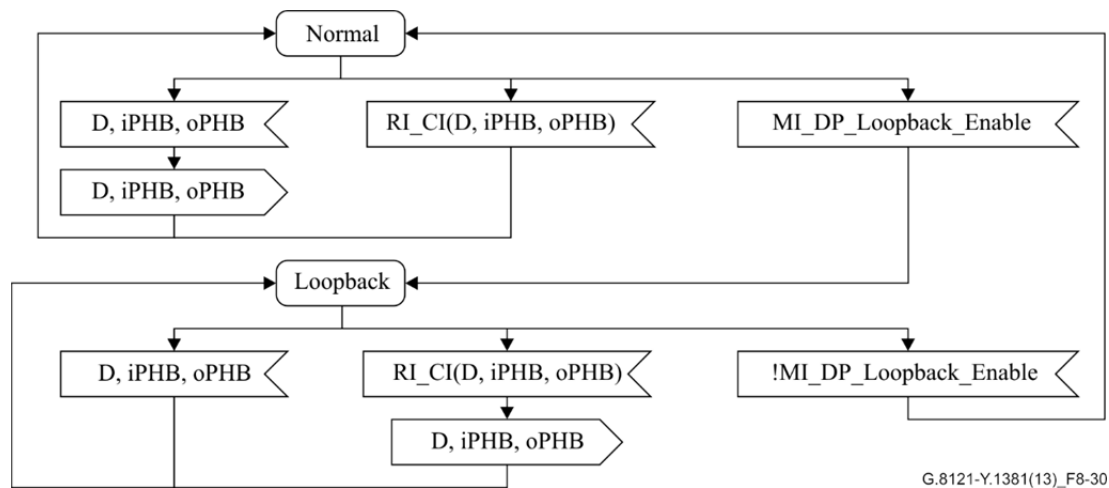 Normal
D, iPHB, oPHB
RI_CI(D, iPHB, oPHB)
MI_DP_Loopback_Enable
D, iPHB, oPHB
Loopback
D, iPHB, oPHB
RI_CI(D, iPHB, oPHB)
!MI_DP_Loopback_Enable
D, iPHB, oPHB
G.8121-Y.1381(13)_F8-30